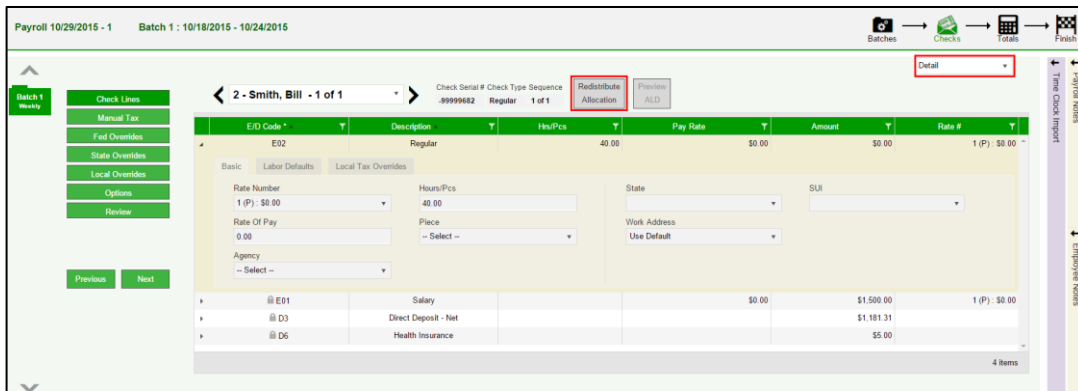 Payroll 10/29/2015 - 1 Batch 1 : 10/18/2015 - 10/24/2015
Batches Checks Totals Finish
Detail
Batch 1
Weekly
Check Lines
Manual Tax
Fed Overrides
State Overrides
Local Overrides
Options
Review
Previous Next
2 - Smith, Bill - 1 of 1
Check Serial # Check Type Sequence
-99999682 Regular 1 of 1
Redistribute
Allocation
Preview
ALD
E/D Code * Description Hrs/Pcs Pay Rate Amount Rate #
E02 Regular 40.00 $0.00 $0.00 1 (P) : $0.00
Basic Labor Defaults Local Tax Overrides
Rate Number Hours/Pcs State SUI
1 (P) : $0.00 40.00
Rate Of Pay Piece Work Address
0.00 -- Select -- Use Default
Agency
-- Select --
E01 Salary $0.00 $1,500.00 1 (P) : $0.00
D3 Direct Deposit - Net $1,181.31
D6 Health Insurance $5.00
4 items
Time Clock Import
Payroll Notes
Employee Notes